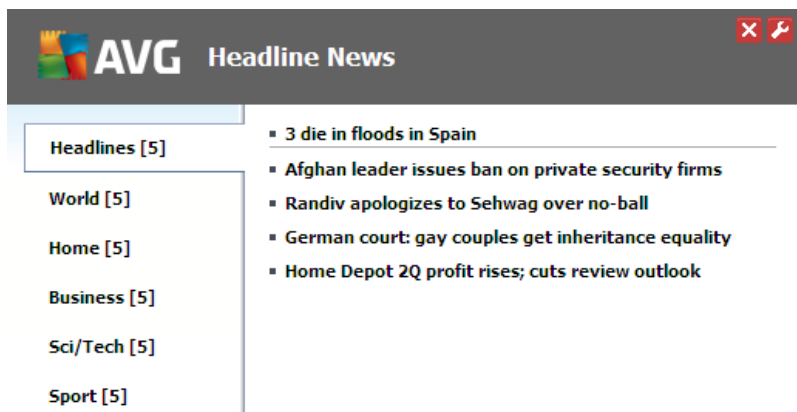 AVG Headline News
Headlines [5]
World [5]
Home [5]
Business [5]
Sci/Tech [5]
Sport [5]
3 die in floods in Spain
Afghan leader issues ban on private security firms
Randiv apologizes to Sehwag over no-ball
German court: gay couples get inheritance equality
Home Depot 2Q profit rises; cuts review outlook